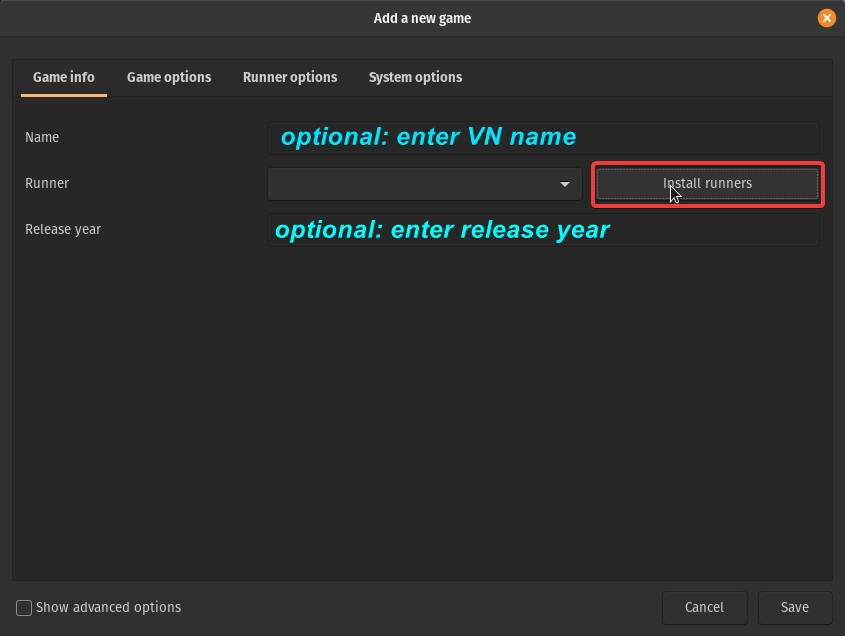 Add a new game
Game info Game options Runner options System options
Name optional: enter VN name
Runner Install runners
Release year optional: enter release year
Show advanced options Cancel Save